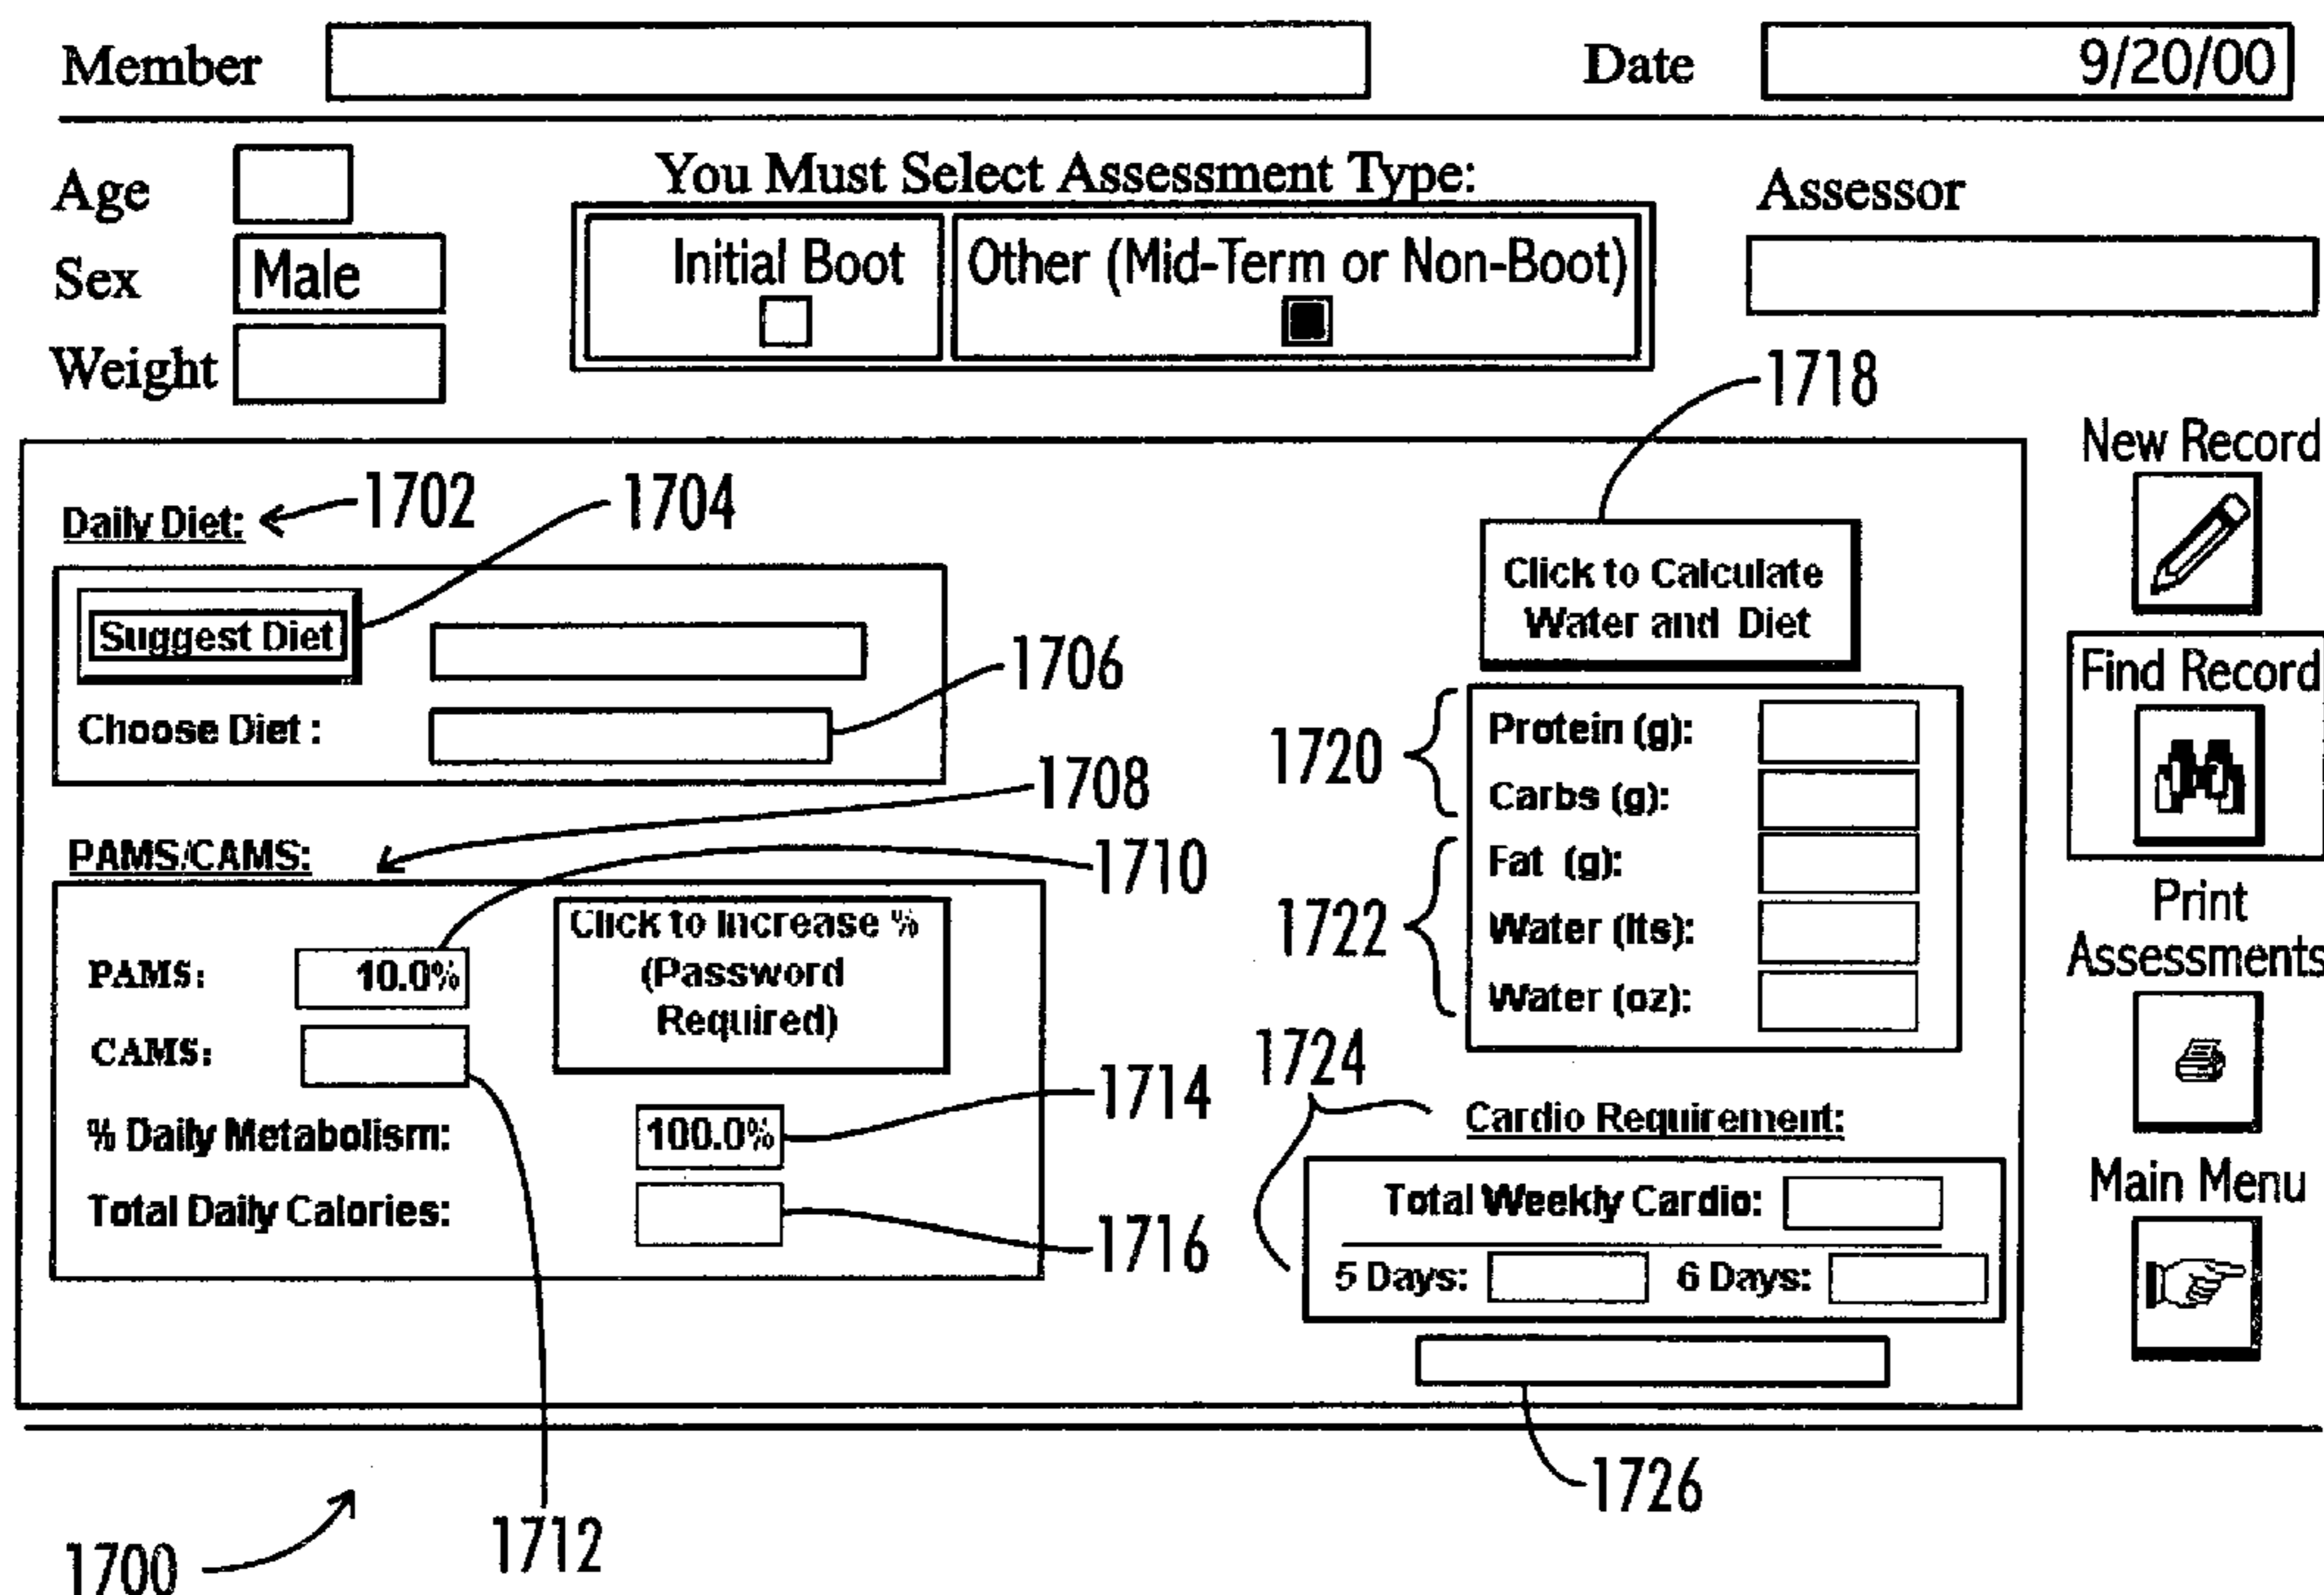 Member
Date 9/20/00
Age
Sex Male
Weight
You Must Select Assessment Type:
Initial Boot
Other (Mid-Term or Non-Boot)
Assessor
1718
Daily Diet:
1702
1704
Suggest Diet
Choose Diet :
1706
1708
PAMS/CAMS:
1710
PAMS: 10.0%
CAMS:
Click to Increase %
(Password
Required)
% Daily Metabolism: 100.0%
1714
Total Daily Calories:
1716
Click to Calculate
Water and Diet
1720
Protein (g):
Carbs (g):
1722
Fat (g):
Water (lts):
Water (oz):
1724
Cardio Requirement:
Total Weekly Cardio:
5 Days:
6 Days:
1726
New Record
Find Record
Print
Assessments
Main Menu
1700
1712